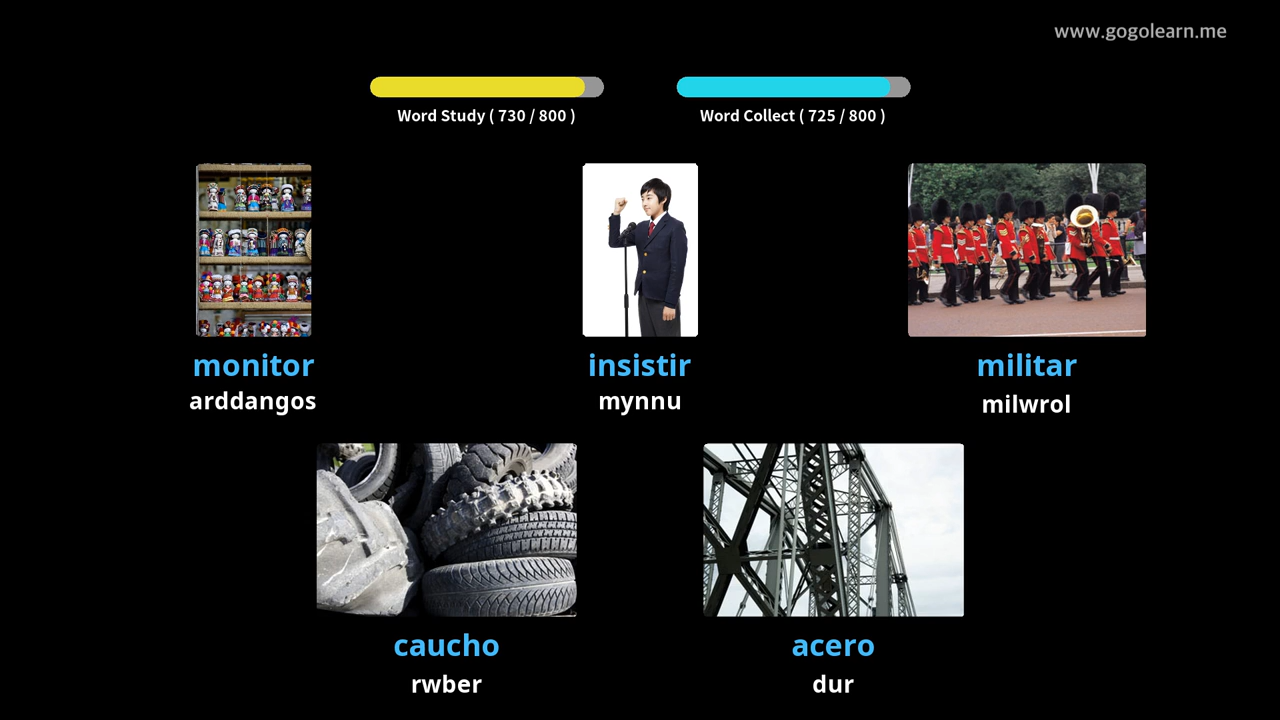 www.gogolearn.me
Word Study ( 730 / 800 )
Word Collect ( 725 / 800 )
monitor
arddangos
insistir
mynnu
militar
milwrol
caucho
rwber
acero
dur